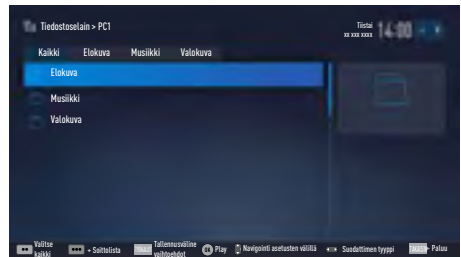 Tiedostoselain > PC1
Tiistai
xx xxx xxxx
14:00
Kaikki Elokuva Musiikki Valokuva
Elokuva
Musiikki
Valokuva
Valitse kaikki
+ Soittolista
Tallennusväline vaihtoehdot
OK Play
Navigointi asetusten välillä
Suodattimen tyyppi
Paluu